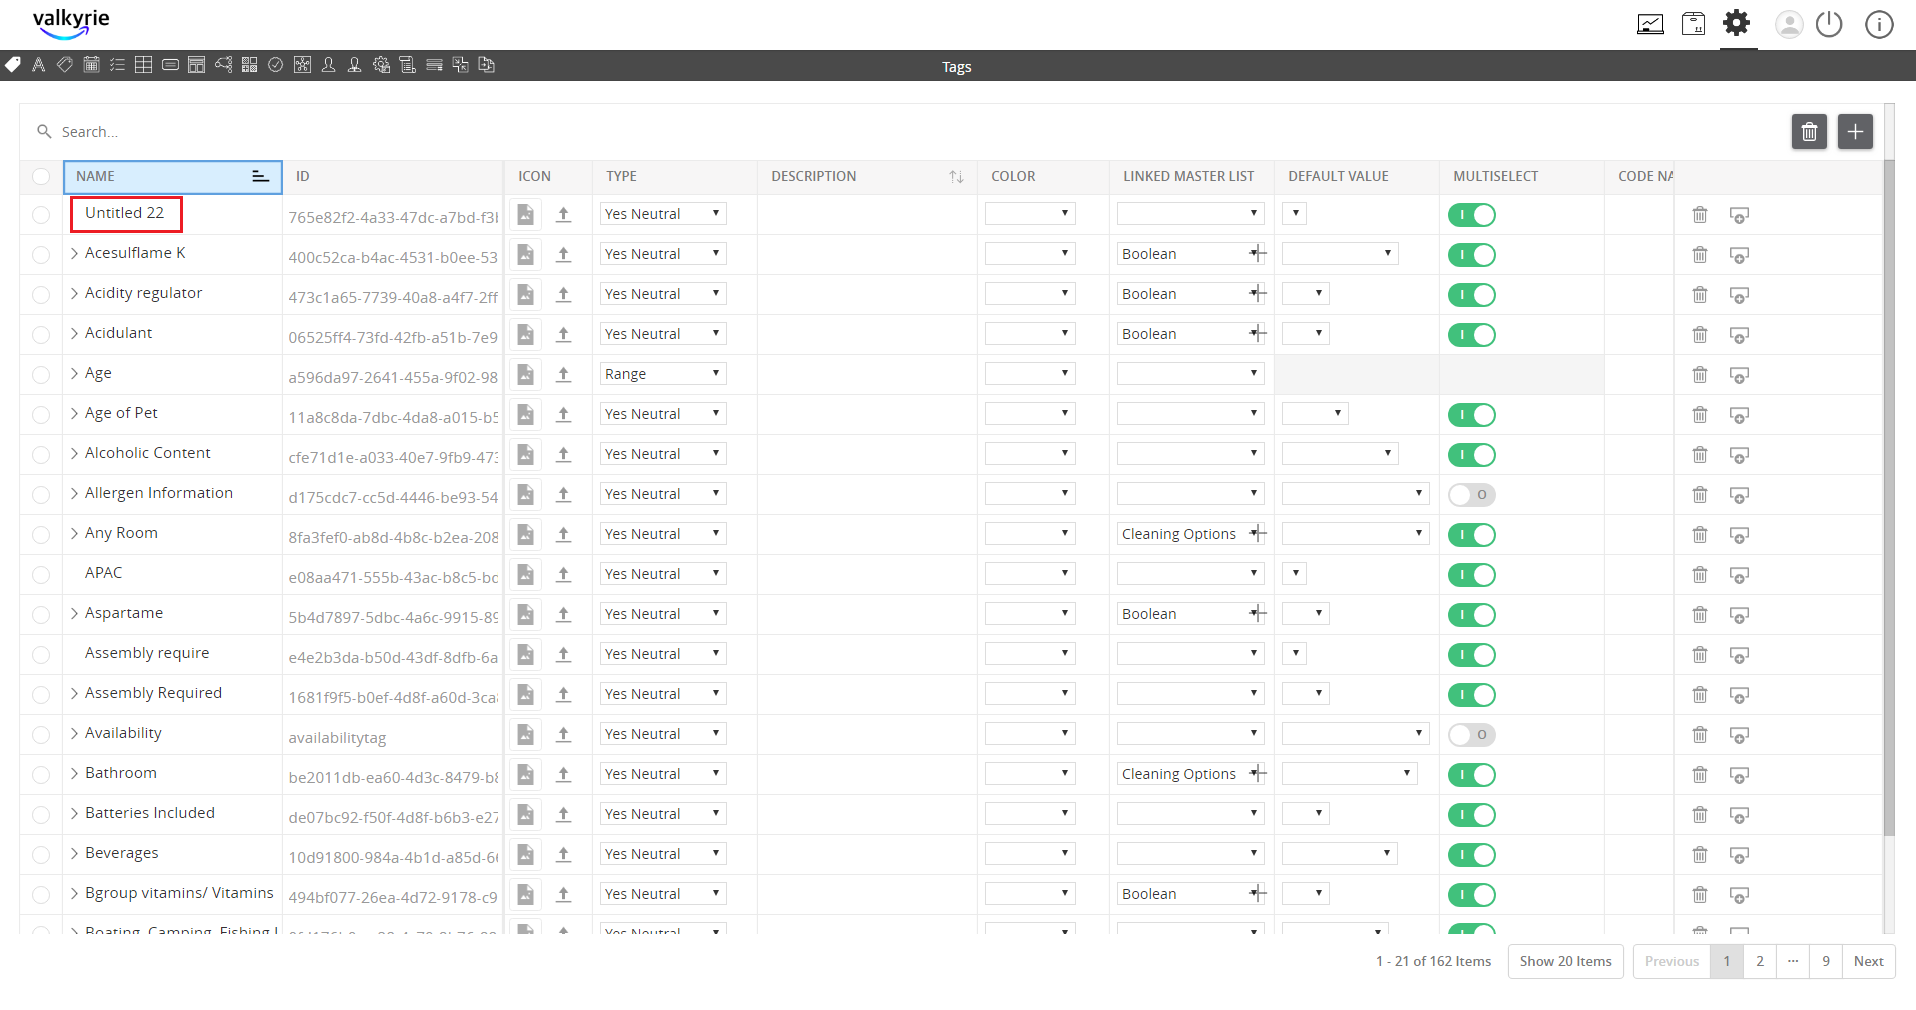 valkyrie
Tags
Search...
NAME ID ICON TYPE DESCRIPTION COLOR LINKED MASTER LIST DEFAULT VALUE MULTISELECT CODE NA
Untitled 22 765e82f2-4a33-47dc-a7bd-f3b Yes Neutral
Acesulflame K 400c52ca-b4ac-4531-b0ee-53 Yes Neutral Boolean
Acidity regulator 473c1a65-7739-40a8-a4f7-2ff Yes Neutral Boolean
Acidulant 06525ff4-73fd-42fb-a51b-7e9 Yes Neutral Boolean
Age a596da97-2641-455a-9f02-98 Range
Age of Pet 11a8c8da-7dbc-4da8-a015-b5 Yes Neutral
Alcoholic Content cfe71d1e-a033-40e7-9fb9-473 Yes Neutral
Allergen Information d175cdc7-cc5d-4446-be93-54 Yes Neutral
Any Room 8fa3fef0-ab8d-4b8c-b2ea-208 Yes Neutral Cleaning Options
APAC e08aa471-555b-43ac-b8c5-bc Yes Neutral
Aspartame 5b4d7897-5dbc-4a6c-9915-89 Yes Neutral Boolean
Assembly require e4e2b3da-b50d-43df-8dfb-6a Yes Neutral
Assembly Required 1681f9f5-b0ef-4d8f-a60d-3ca8 Yes Neutral
Availability availabilitytag Yes Neutral
Bathroom be2011db-ea60-4d3c-8479-b8 Yes Neutral Cleaning Options
Batteries Included de07bc92-f50f-4d8f-b6b3-e27 Yes Neutral
Beverages 10d91800-984a-4b1d-a85d-66 Yes Neutral
Bgroup vitamins/ Vitamins 494bf077-26ea-4d72-9178-c9 Yes Neutral Boolean
Boating, Camping, Fishing Yes Neutral
1 - 21 of 162 Items Show 20 Items Previous 1 2 ... 9 Next